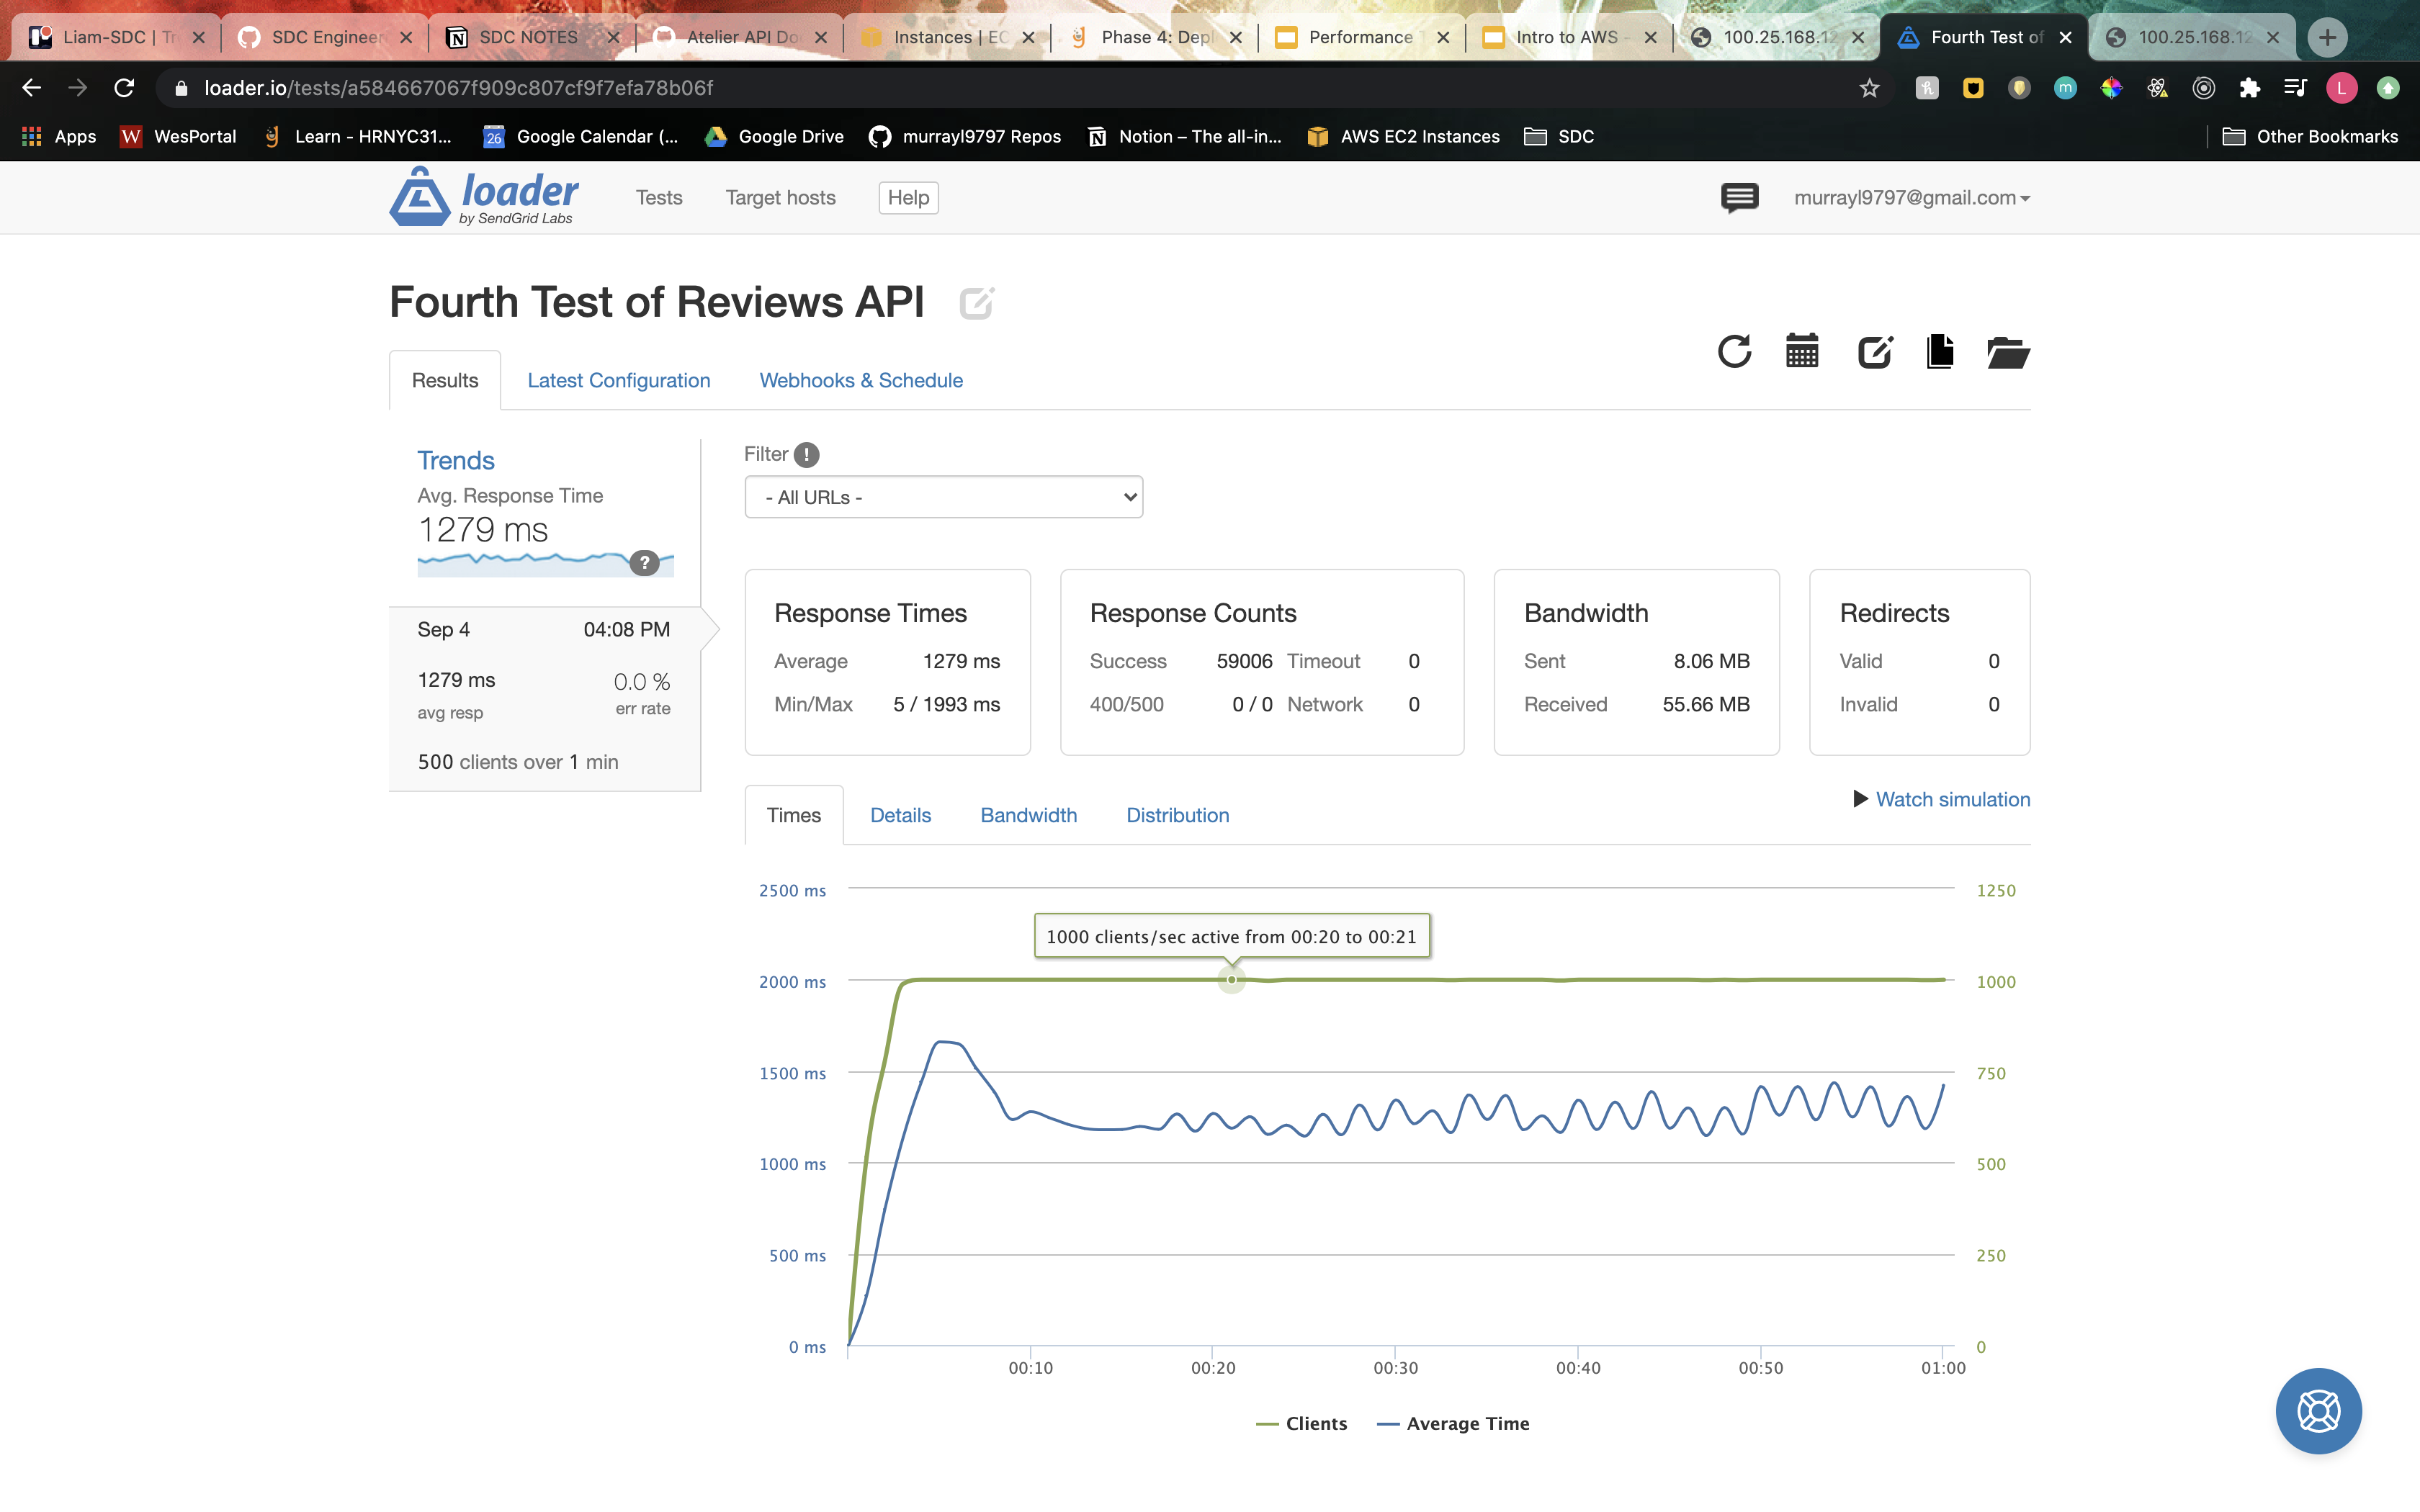 Liam-SDC | Tr
SDC Engineer
SDC NOTES
Atelier API Do
Instances | EC
Phase 4: Depl
Performance T
Intro to AWS -
100.25.168.12
Fourth Test of
100.25.168.12
loader.io/tests/a584667067f909c807cf9f7efa78b06f
Apps
WesPortal
Learn - HRNYC31...
26
Google Calendar (...
Google Drive
murrayl9797 Repos
Notion – The all-in...
AWS EC2 Instances
SDC
Other Bookmarks
loader
by SendGrid Labs
Tests
Target hosts
Help
murrayl9797@gmail.com
Fourth Test of Reviews API
Results
Latest Configuration
Webhooks & Schedule
Trends
Avg. Response Time
1279 ms
?
Sep 4 04:08 PM
1279 ms 0.0 %
avg resp err rate
500 clients over 1 min
Filter !
- All URLs -
Response Times
Average 1279 ms
Min/Max 5 / 1993 ms
Response Counts
Success 59006 Timeout 0
400/500 0 / 0 Network 0
Bandwidth
Sent 8.06 MB
Received 55.66 MB
Redirects
Valid 0
Invalid 0
Times
Details
Bandwidth
Distribution
Watch simulation
2500 ms 1250
1000 clients/sec active from 00:20 to 00:21
2000 ms 1000
1500 ms 750
1000 ms 500
500 ms 250
0 ms 0
00:10 00:20 00:30 00:40 00:50 01:00
Clients Average Time